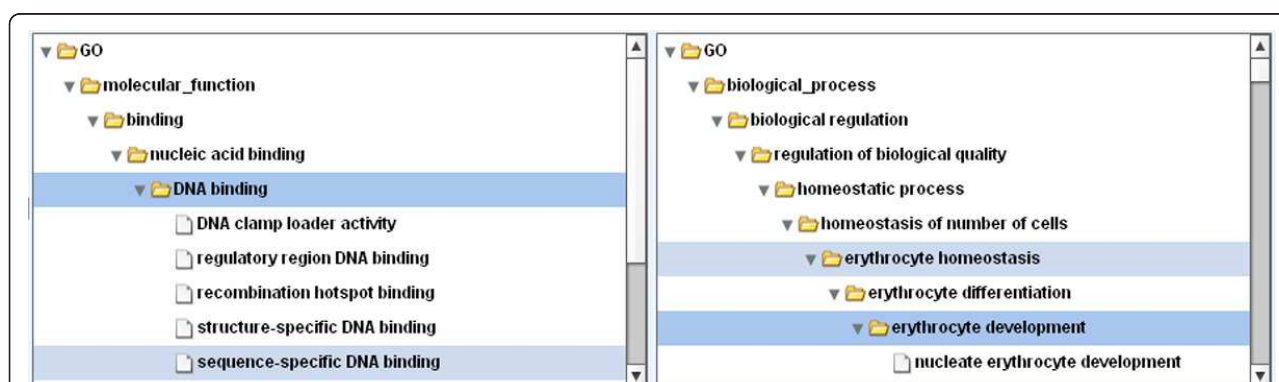 GO
molecular_function
binding
nucleic acid binding
DNA binding
DNA clamp loader activity
regulatory region DNA binding
recombination hotspot binding
structure-specific DNA binding
sequence-specific DNA binding
GO
biological_process
biological regulation
regulation of biological quality
homeostatic process
homeostasis of number of cells
erythrocyte homeostasis
erythrocyte differentiation
erythrocyte development
nucleate erythrocyte development